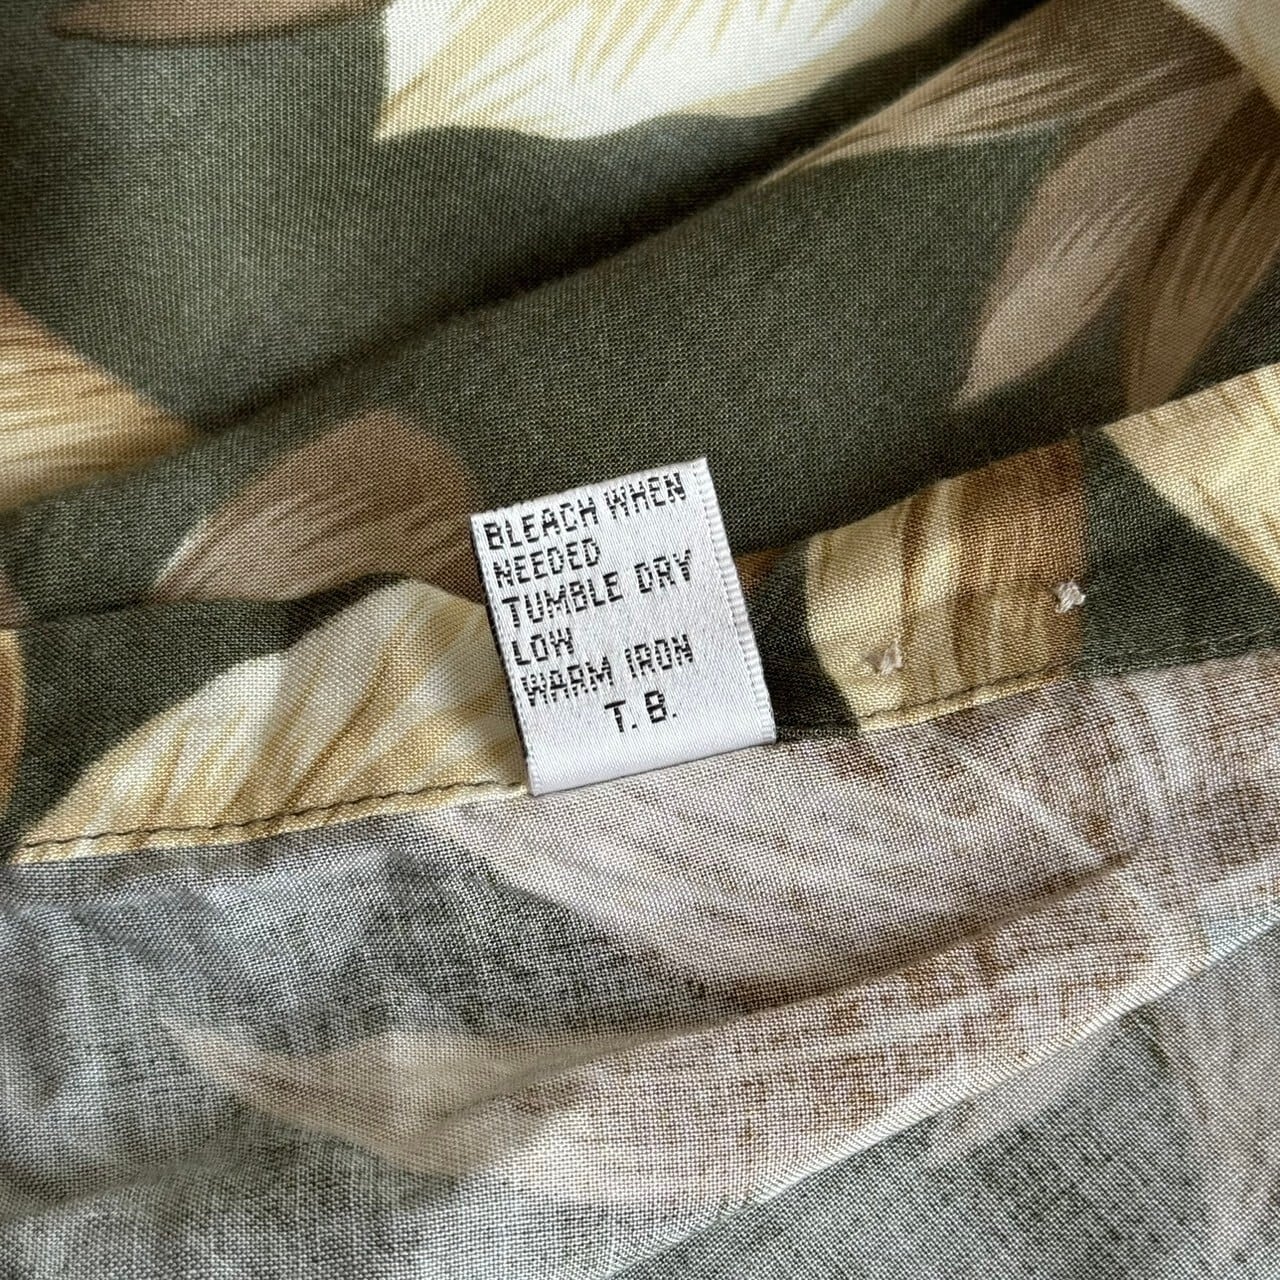 BLEACH WHEN
NEEDED
TUMBLE DRY
LOW
WARM IRON
T. B.